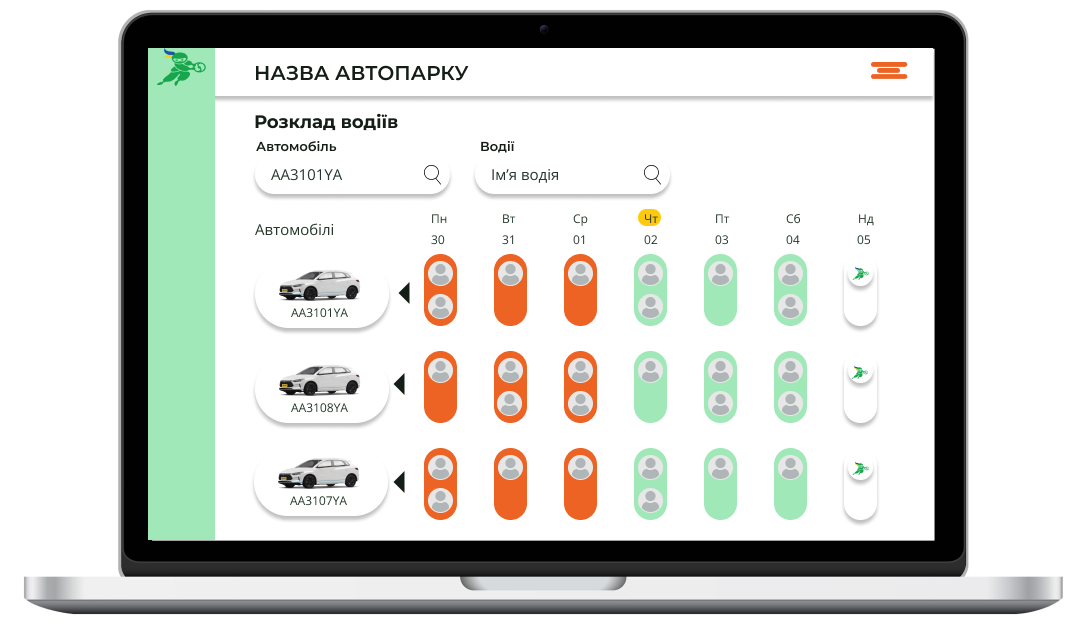 НАЗВА АВТОПАРКУ
Розклад водіїв
Автомобіль Водії
AA3101YA Ім’я водія
Автомобілі Пн Вт Ср Чт Пт Сб Нд
30 31 01 02 03 04 05
AA3101YA
AA3108YA
AA3107YA